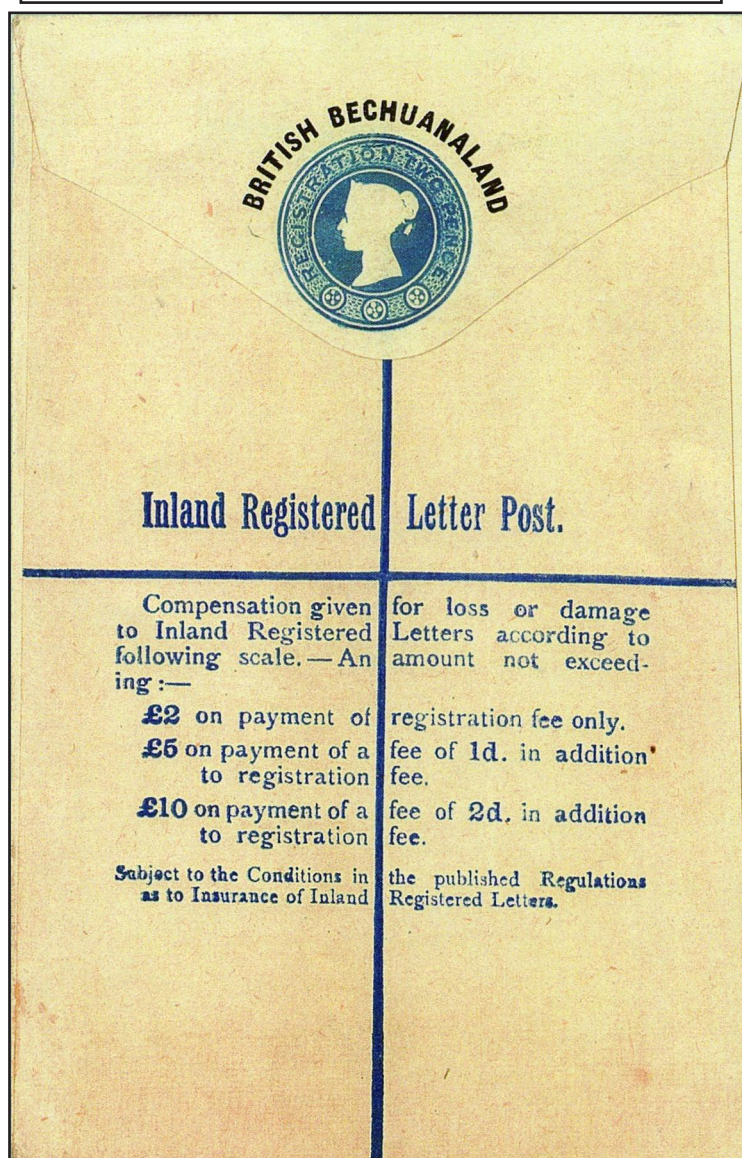 BRITISH BECHUANALAND
REGISTRATION TWO PENCE
Inland Registered Letter Post.
Compensation given for loss or damage
to Inland Registered Letters according to
following scale. — An amount not exceed-
ing :—
£2 on payment of registration fee only.
£5 on payment of a fee of 1d. in addition
to registration fee.
£10 on payment of a fee of 2d. in addition
to registration fee.
Subject to the Conditions in the published Regulations
as to Insurance of Inland Registered Letters.